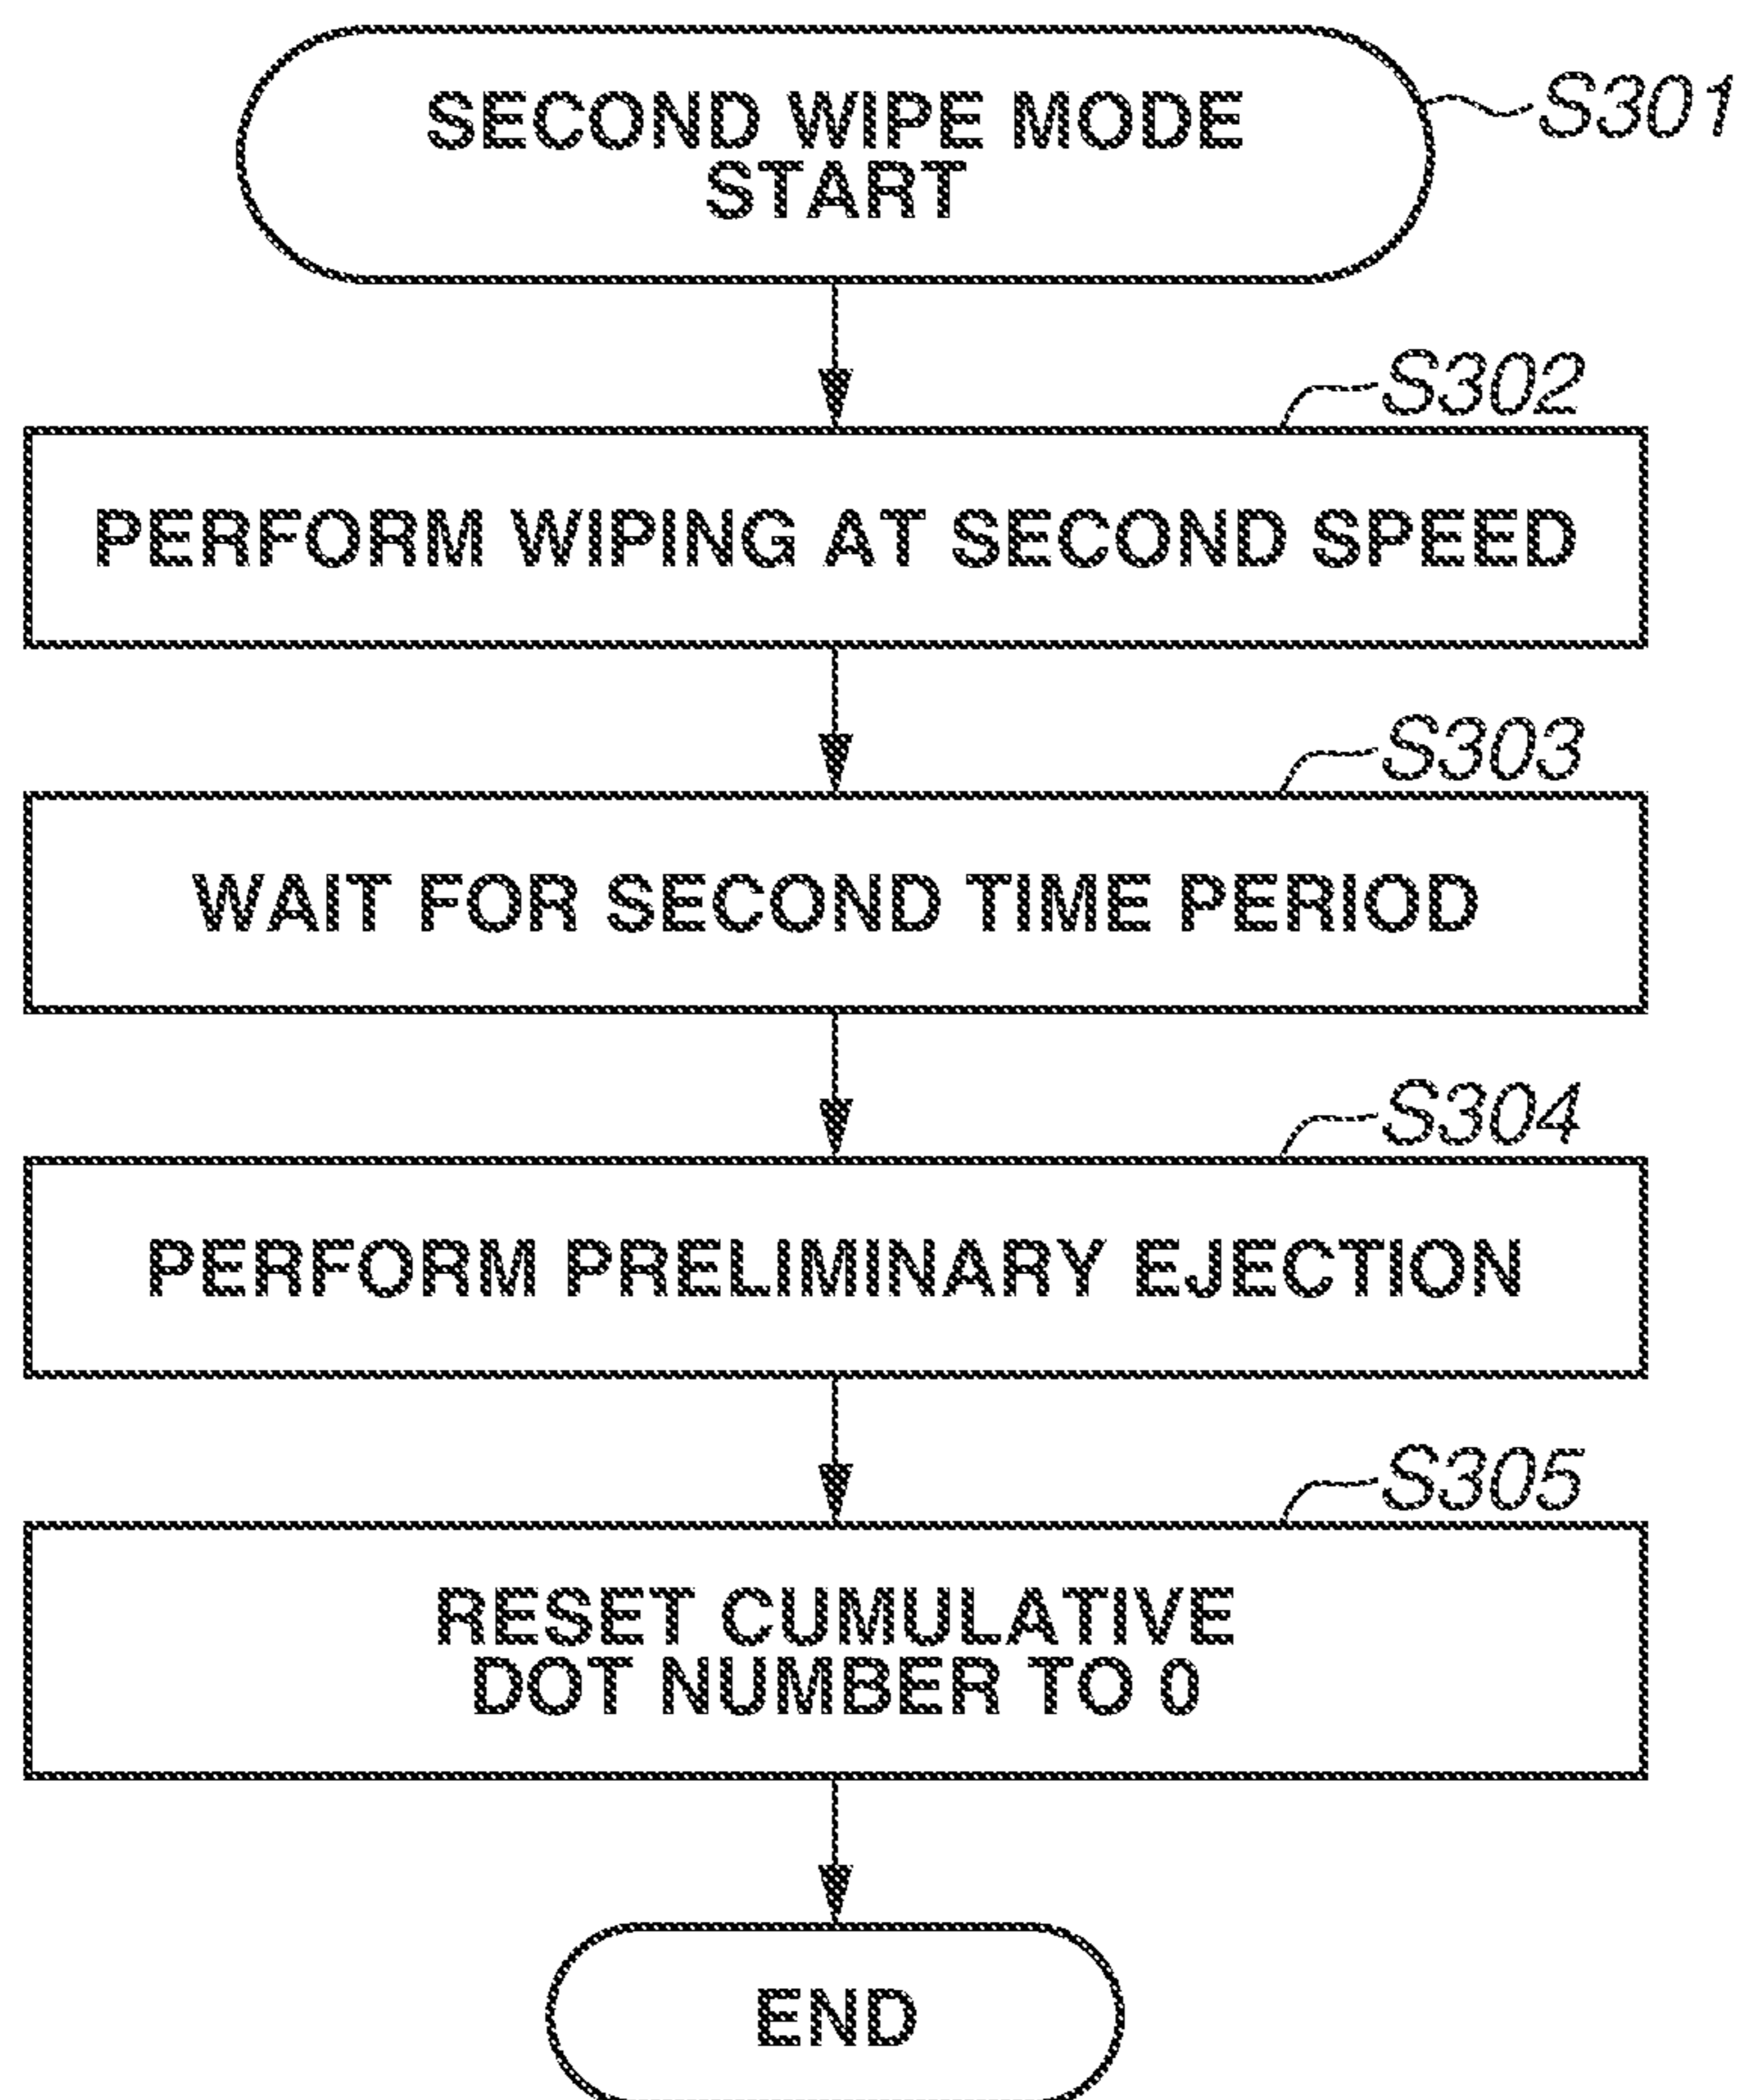 SECOND WIPE MODE
START
S301
S302
PERFORM WIPING AT SECOND SPEED
S303
WAIT FOR SECOND TIME PERIOD
S304
PERFORM PRELIMINARY EJECTION
S305
RESET CUMULATIVE
DOT NUMBER TO 0
END